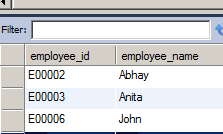 Filter:
employee_id employee_name
E00002 Abhay
E00003 Anita
E00006 John